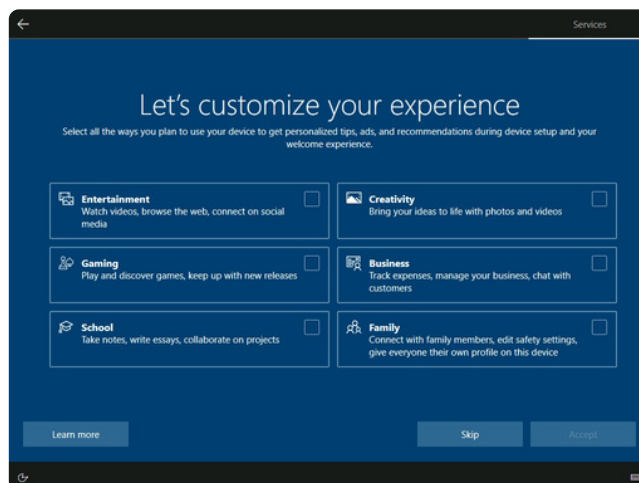 Services
Let's customize your experience
Select all the ways you plan to use your device to get personalized tips, ads, and recommendations during device setup and your
welcome experience.
Entertainment
Watch videos, browse the web, connect on social
media
Creativity
Bring your ideas to life with photos and videos
Gaming
Play and discover games, keep up with new releases
Business
Track expenses, manage your business, chat with
customers
School
Take notes, write essays, collaborate on projects
Family
Connect with family members, edit safety settings,
give everyone their own profile on this device
Learn more
Skip
Accept